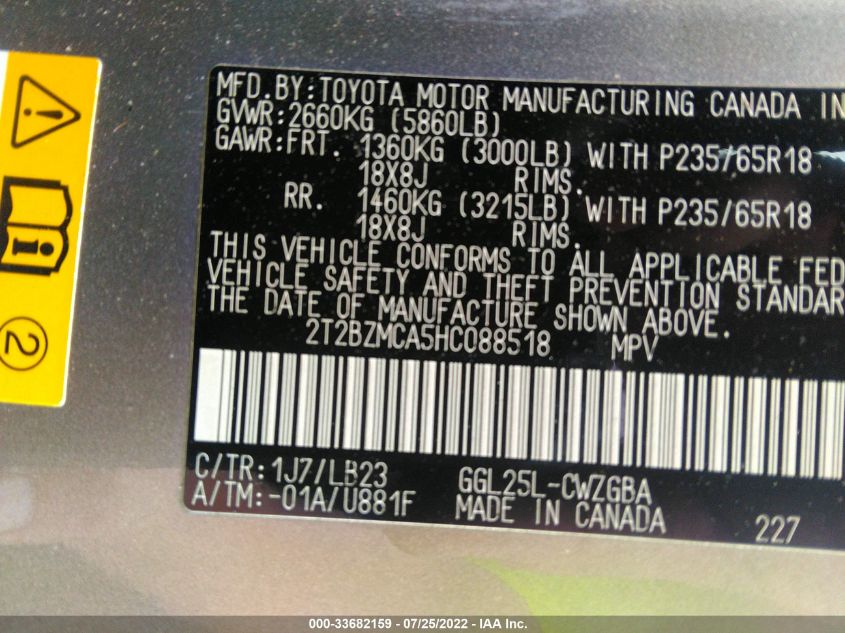 MFD.BY:TOYOTA MOTOR MANUFACTURING CANADA IN
GVWR:2660KG (5860LB)
GAWR:FRT. 1360KG (3000LB) WITH P235/65R18
18X8J RIMS.
RR. 1460KG (3215LB) WITH P235/65R18
18X8J RIMS.
THIS VEHICLE CONFORMS TO ALL APPLICABLE FED
VEHICLE SAFETY AND THEFT PREVENTION STANDAR
THE DATE OF MANUFACTURE SHOWN ABOVE.
2T2BZMCA5HC088518 MPV
C/TR:1J7/LB23 GGL25L-CWZGBA
A/TM:-01A/U881F MADE IN CANADA 227
2
000-33682159 - 07/25/2022 - IAA Inc.